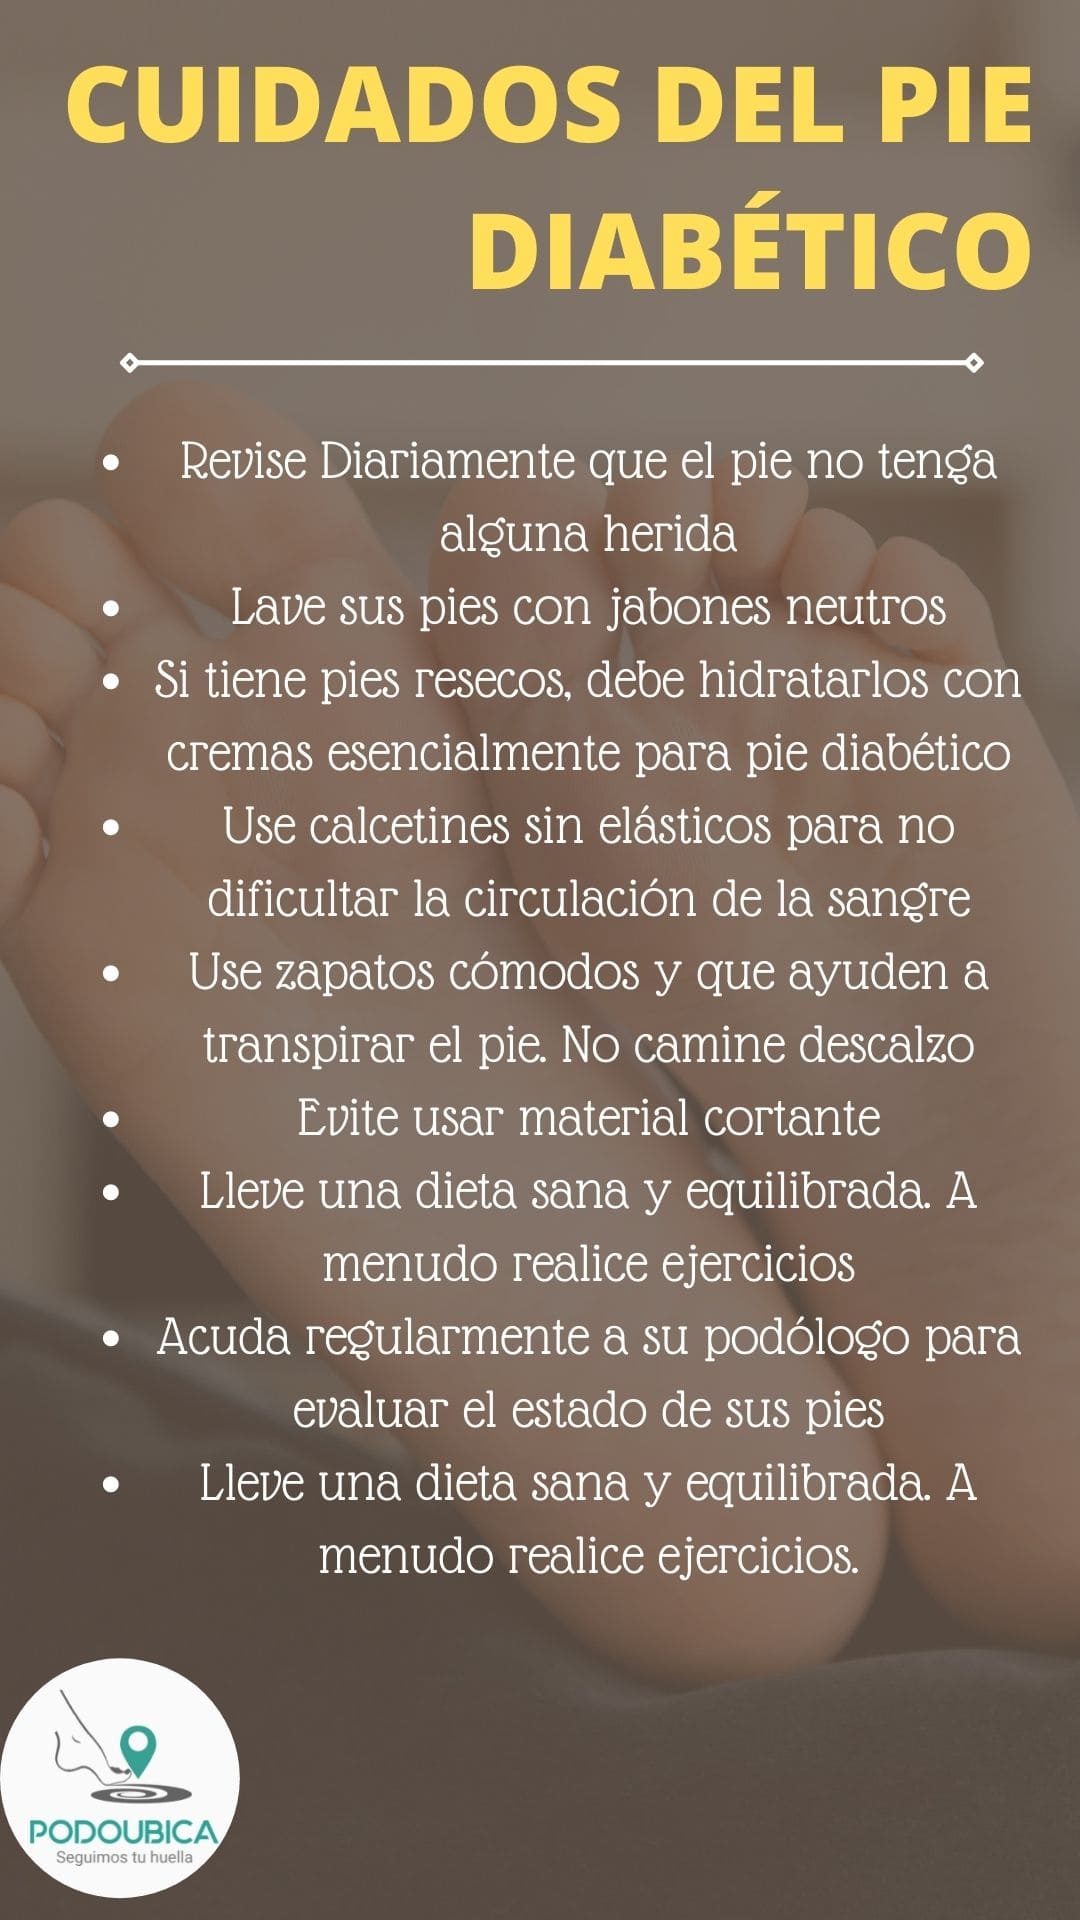 CUIDADOS DEL PIE
DIABÉTICO
• Revise Diariamente que el pie no tenga
alguna herida
• Lave sus pies con jabones neutros
• Si tiene pies resecos, debe hidratarlos con
cremas esencialmente para pie diabético
• Use calcetines sin elásticos para no
dificultar la circulación de la sangre
• Use zapatos cómodos y que ayuden a
transpirar el pie. No camine descalzo
• Evite usar material cortante
• Lleve una dieta sana y equilibrada. A
menudo realice ejercicios
• Acuda regularmente a su podólogo para
evaluar el estado de sus pies
• Lleve una dieta sana y equilibrada. A
menudo realice ejercicios.
PODOUBICA
Seguimos tu huella